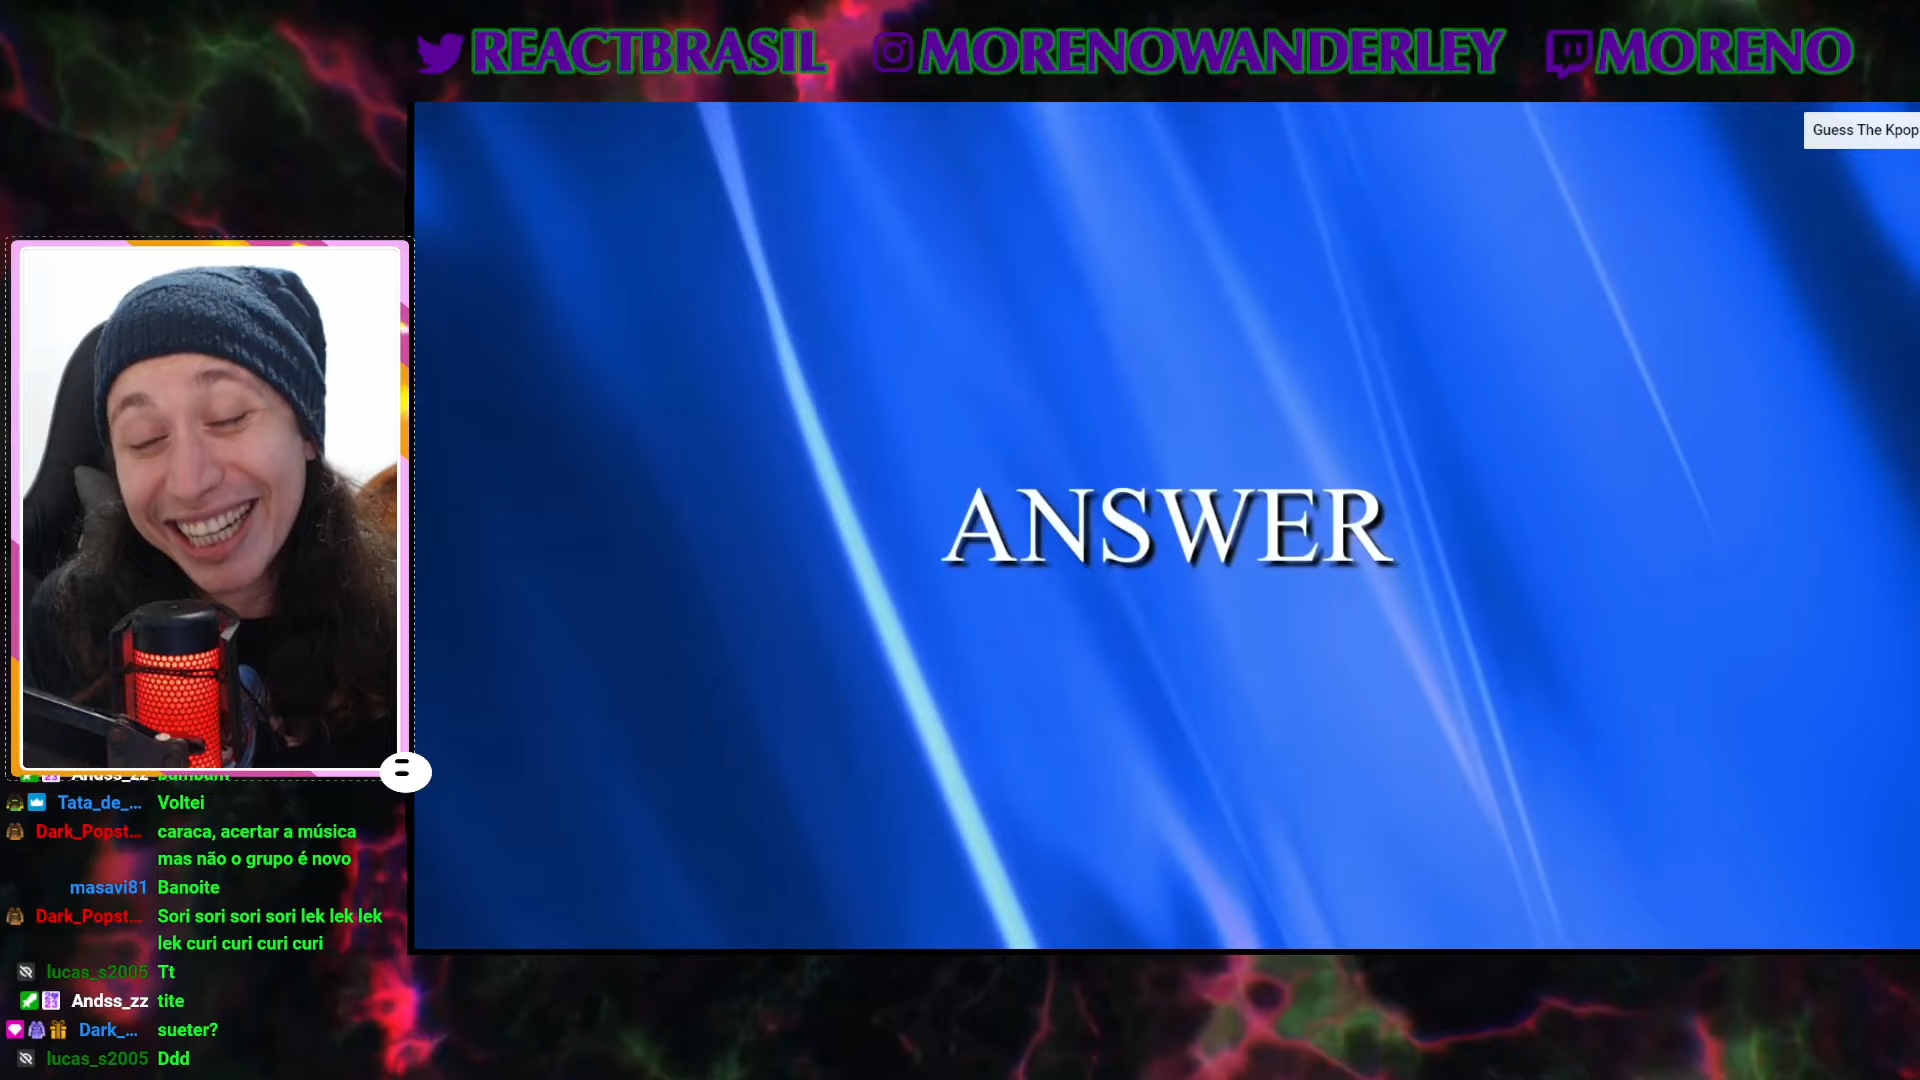 REACTBRASIL MORENOWANDERLEY MORENO
Guess The Kpop
ANSWER
Andss_zz bambam
Tata_de_... Voltei
Dark_Popst... caraca, acertar a música
mas não o grupo é novo
masavi81 Banoite
Dark_Popst... Sori sori sori sori lek lek lek
lek curi curi curi curi
lucas_s2005 Tt
Andss_zz tite
Dark_... sueter?
lucas_s2005 Ddd